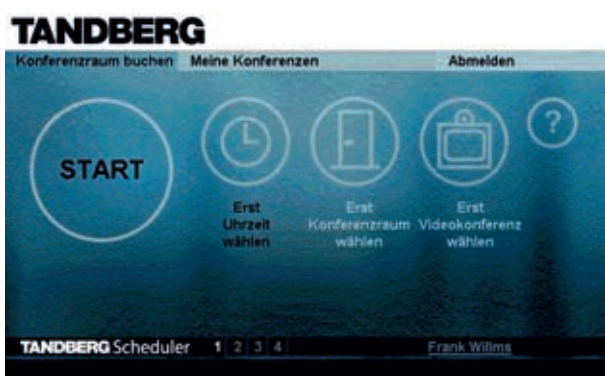 TANDBERG
Konferenzraum buchen Meine Konferenzen Abmelden
START
?
Erst
Uhrzeit
wählen
Erst
Konferenzraum
wählen
Erst
Videokonferenz
wählen
TANDBERG Scheduler 1 2 3 4 Frank Willms